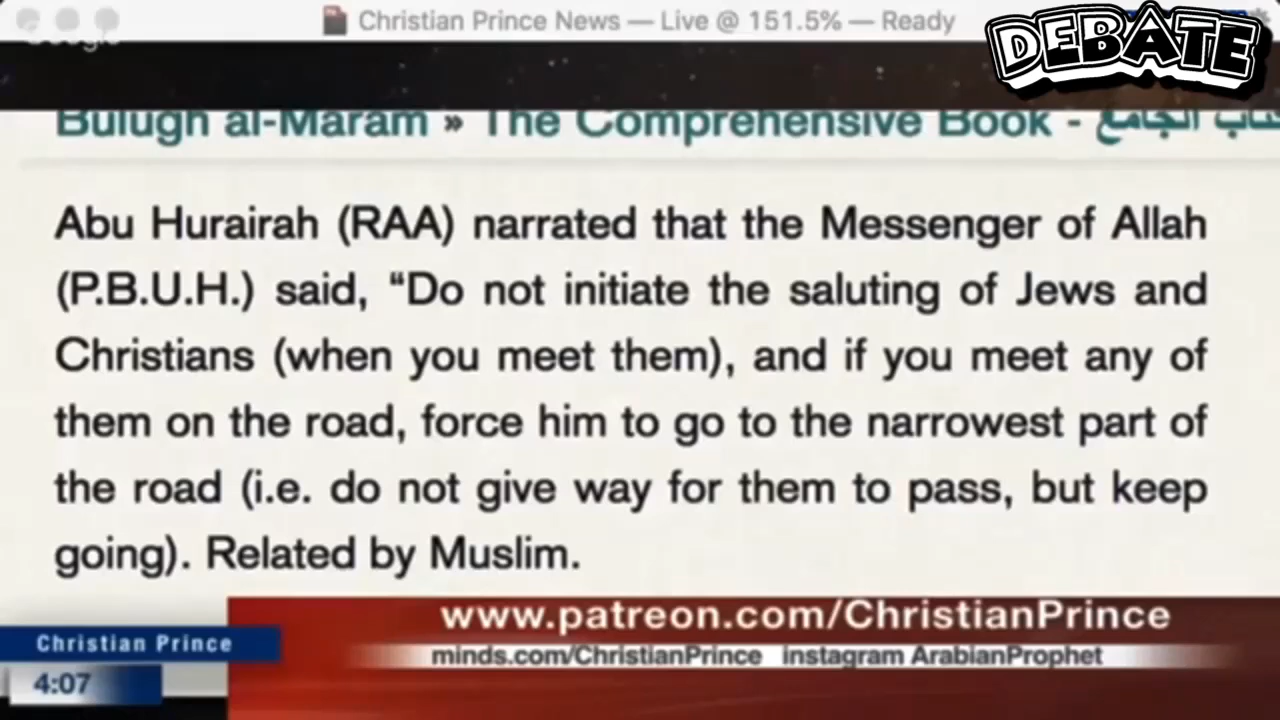 Christian Prince News — Live @ 151.5% — Ready
DEBATE
Google
Bulugh al-Maram » The Comprehensive Book - كتاب الجامع
Abu Hurairah (RAA) narrated that the Messenger of Allah
(P.B.U.H.) said, “Do not initiate the saluting of Jews and
Christians (when you meet them), and if you meet any of
them on the road, force him to go to the narrowest part of
the road (i.e. do not give way for them to pass, but keep
going). Related by Muslim.
www.patreon.com/ChristianPrince
Christian Prince
minds.com/ChristianPrince instagram ArabianProphet
4:07